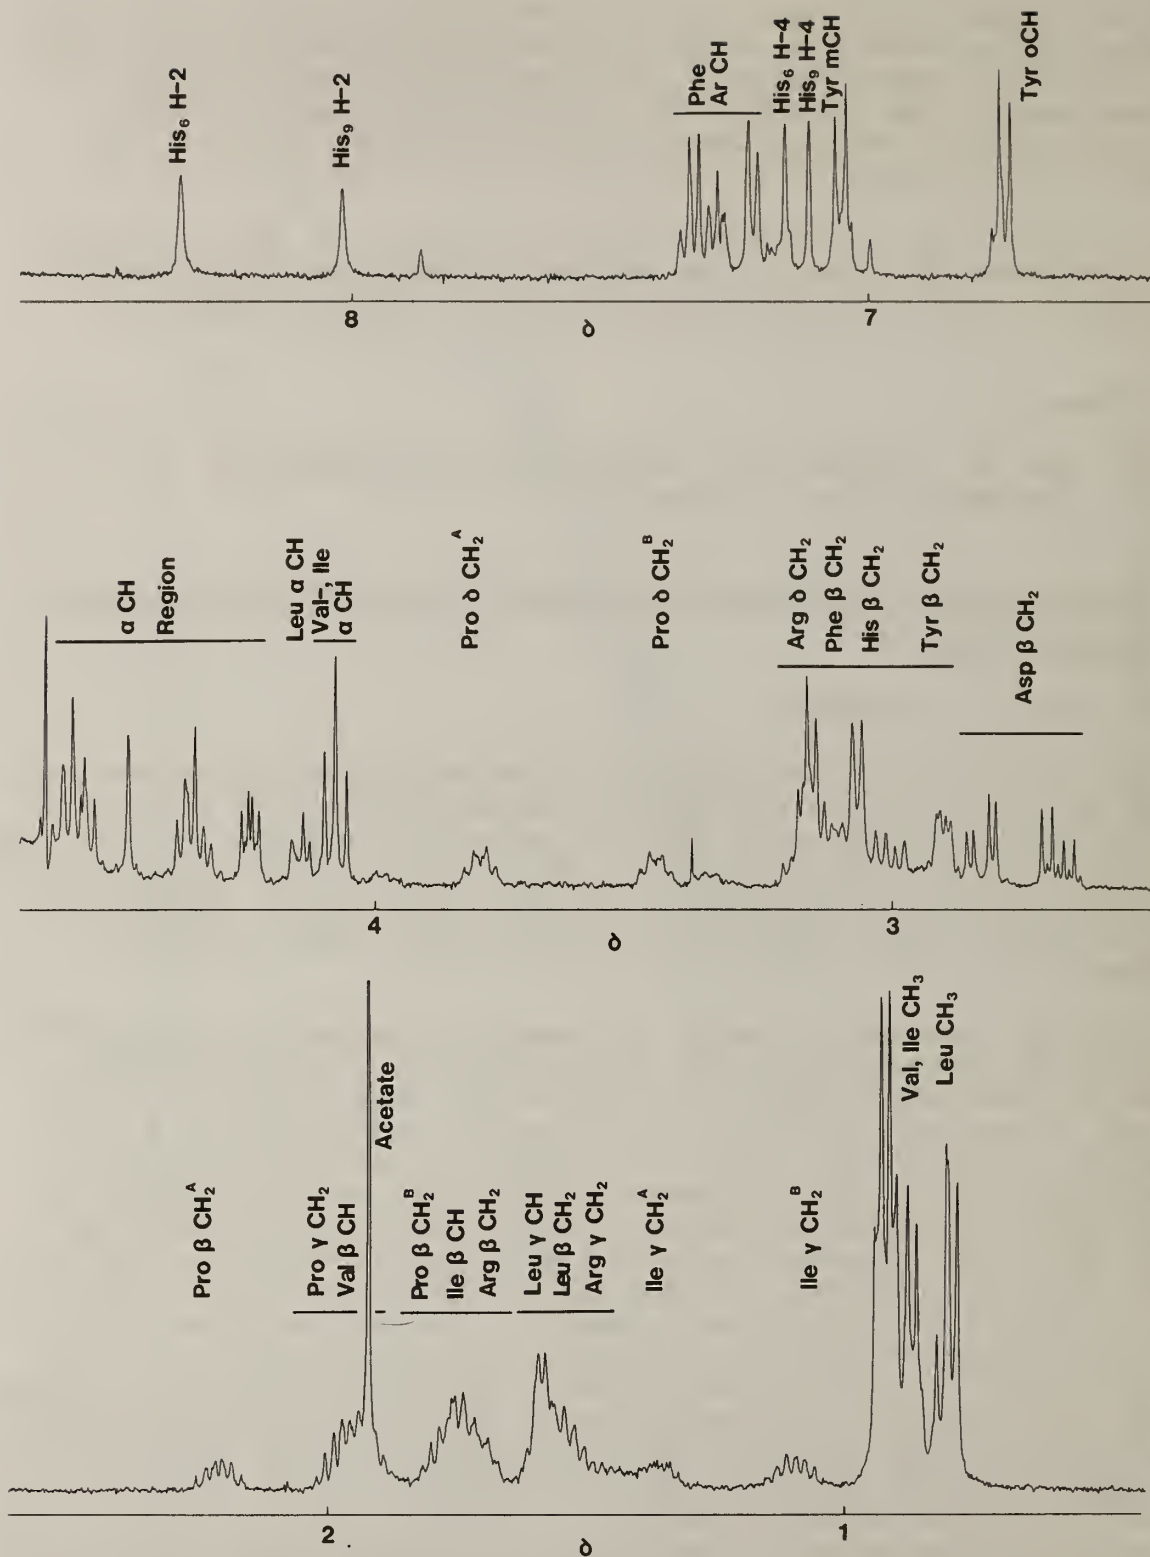 His₆ H-2
His₉ H-2
Phe
Ar CH
His₆ H-4
His₉ H-4
Tyr mCH
Tyr oCH
8
7
δ
α CH
Region
Leu α CH
Val-, Ile
α CH
Pro δ CH₂ᴬ
Pro δ CH₂ᴮ
Arg δ CH₂
Phe β CH₂
His β CH₂
Tyr β CH₂
Asp β CH₂
4
3
δ
Pro β CH₂ᴬ
Pro γ CH₂
Val β CH
Acetate
Pro β CH₂ᴮ
Ile β CH
Arg β CH₂
Leu γ CH
Leu β CH₂
Arg γ CH₂
Ile γ CH₂ᴬ
Ile γ CH₂ᴮ
Val, Ile CH₃
Leu CH₃
2
1
δ